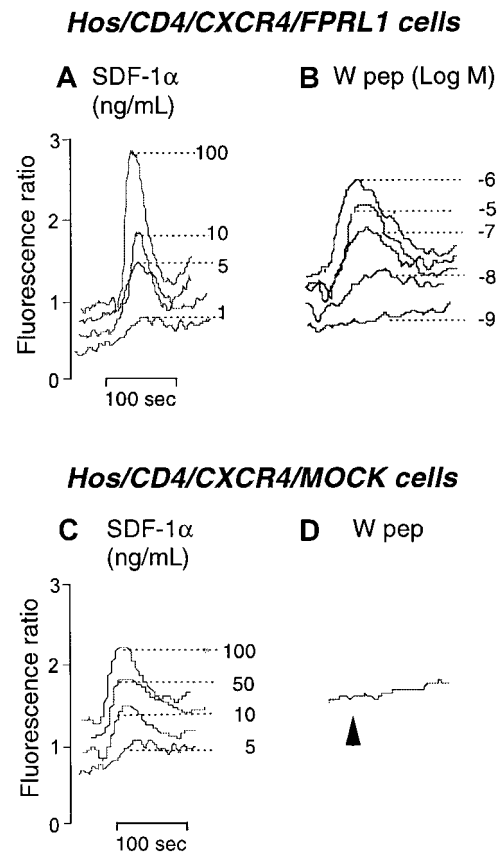 Hos/CD4/CXCR4/FPRL1 cells
A SDF-1α
(ng/mL)
B W pep (Log M)
Fluorescence ratio
3
2
1
0
100
10
5
1
100 sec
-6
-5
-7
-8
-9
Hos/CD4/CXCR4/MOCK cells
C SDF-1α
(ng/mL)
D W pep
Fluorescence ratio
3
2
1
0
100
50
10
5
100 sec